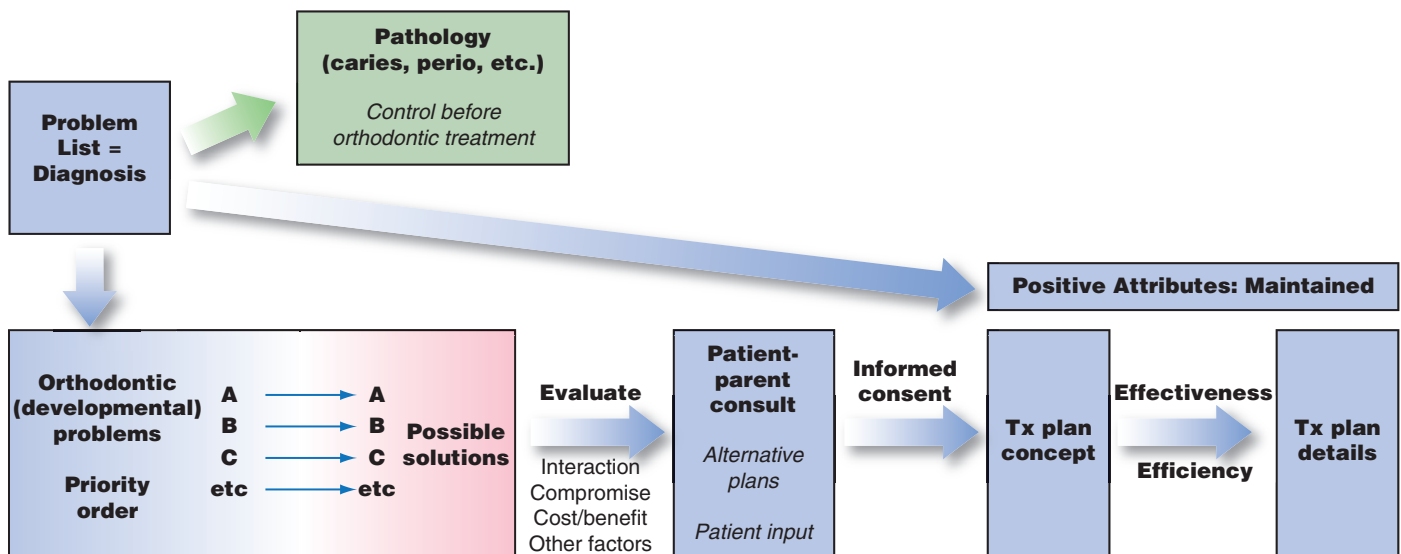 Pathology
(caries, perio, etc.)
Control before
orthodontic treatment
Problem
List =
Diagnosis
Positive Attributes: Maintained
Orthodontic
(developmental)
problems
Priority
order
A
B
C
etc
A
B
C
etc
Possible
solutions
Evaluate
Interaction
Compromise
Cost/benefit
Other factors
Patient-
parent
consult
Alternative
plans
Patient input
Informed
consent
Tx plan
concept
Effectiveness
Efficiency
Tx plan
details